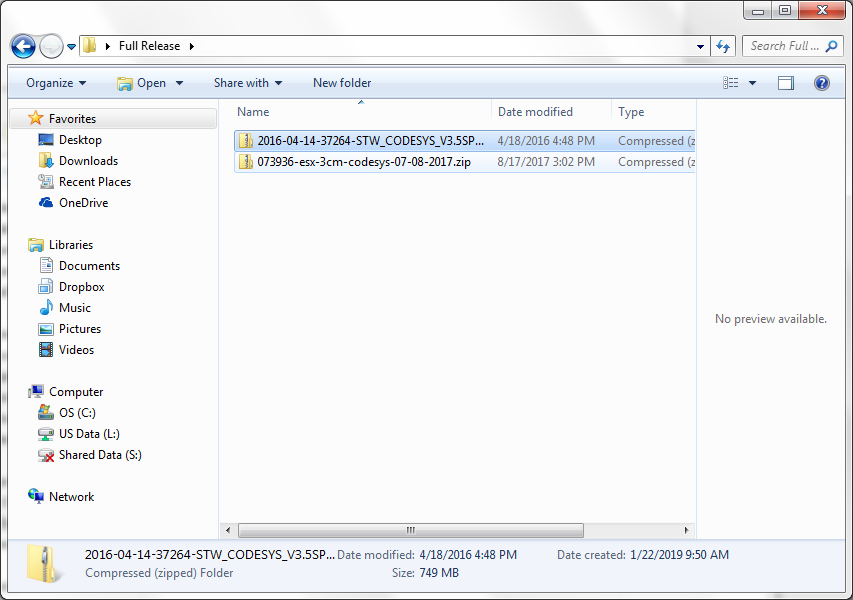 Full Release
Search Full ...
Organize Open Share with New folder
Name Date modified Type
Favorites
Desktop
Downloads
Recent Places
OneDrive
Libraries
Documents
Dropbox
Music
Pictures
Videos
Computer
OS (C:)
US Data (L:)
Shared Data (S:)
Network
2016-04-14-37264-STW_CODESYS_V3.5SP... 4/18/2016 4:48 PM Compressed (z
073936-esx-3cm-codesys-07-08-2017.zip 8/17/2017 3:02 PM Compressed (z
No preview available.
2016-04-14-37264-STW_CODESYS_V3.5SP... Date modified: 4/18/2016 4:48 PM Date created: 1/22/2019 9:50 AM
Compressed (zipped) Folder Size: 749 MB